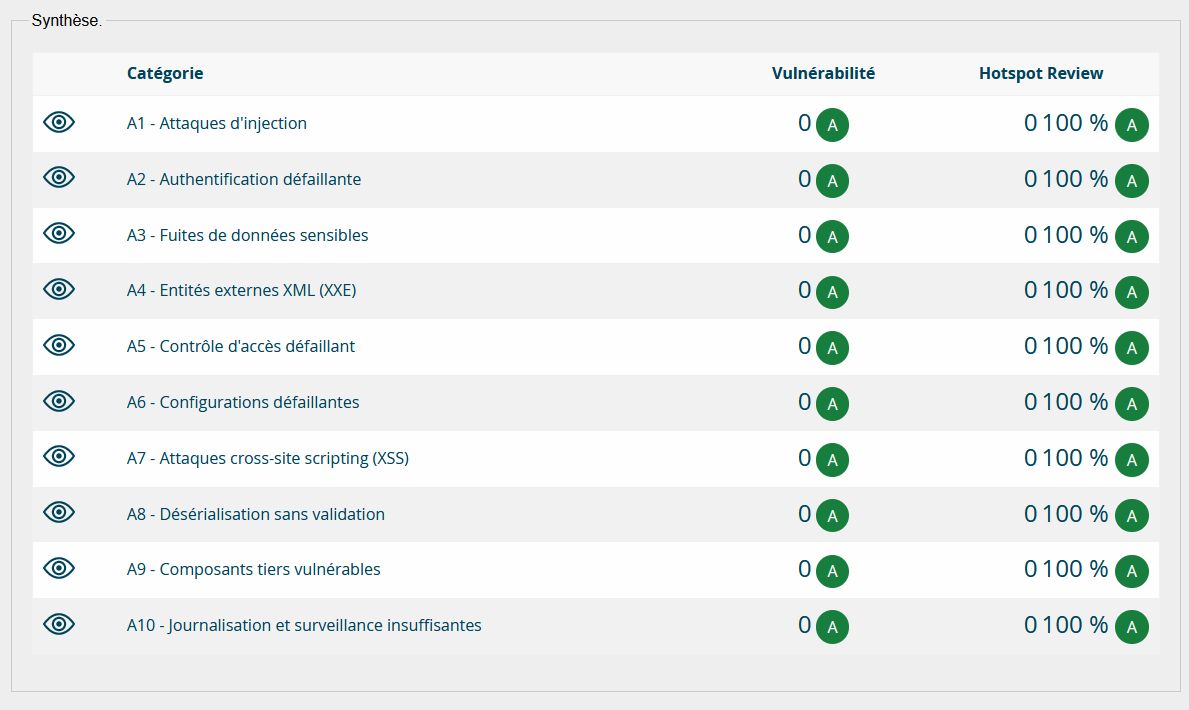 Synthèse.
Catégorie Vulnérabilité Hotspot Review
A1 - Attaques d'injection 0 A 0 100 % A
A2 - Authentification défaillante 0 A 0 100 % A
A3 - Fuites de données sensibles 0 A 0 100 % A
A4 - Entités externes XML (XXE) 0 A 0 100 % A
A5 - Contrôle d'accès défaillant 0 A 0 100 % A
A6 - Configurations défaillantes 0 A 0 100 % A
A7 - Attaques cross-site scripting (XSS) 0 A 0 100 % A
A8 - Désérialisation sans validation 0 A 0 100 % A
A9 - Composants tiers vulnérables 0 A 0 100 % A
A10 - Journalisation et surveillance insuffisantes 0 A 0 100 % A